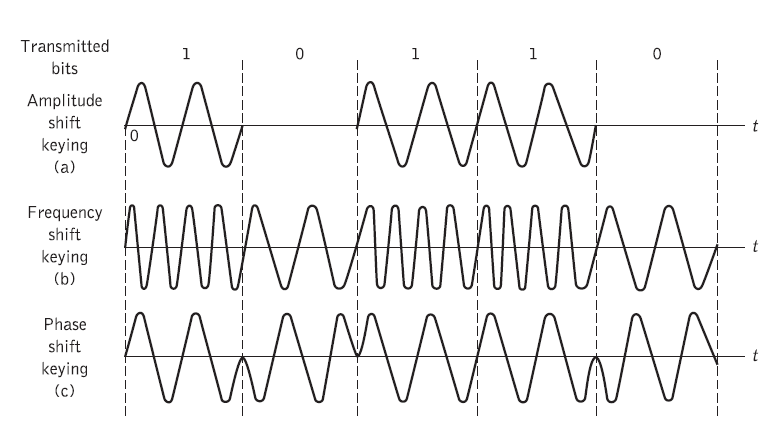 Transmitted
bits
1 0 1 1 0
Amplitude
shift
keying
(a)
0
t
Frequency
shift
keying
(b)
t
Phase
shift
keying
(c)
t